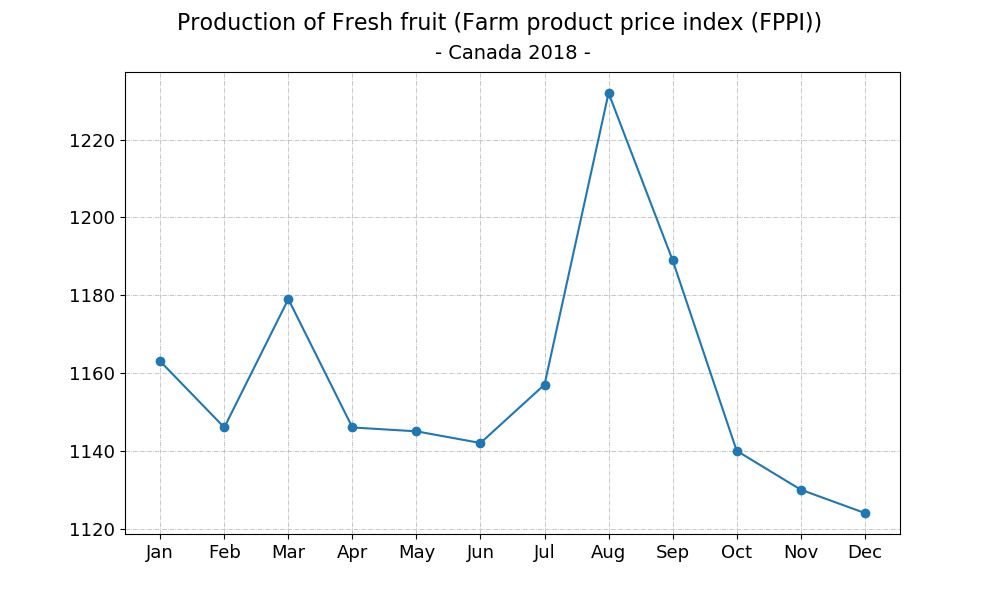 Production of Fresh fruit (Farm product price index (FPPI))
- Canada 2018 -
1220
1200
1180
1160
1140
1120
Jan Feb Mar Apr May Jun Jul Aug Sep Oct Nov Dec